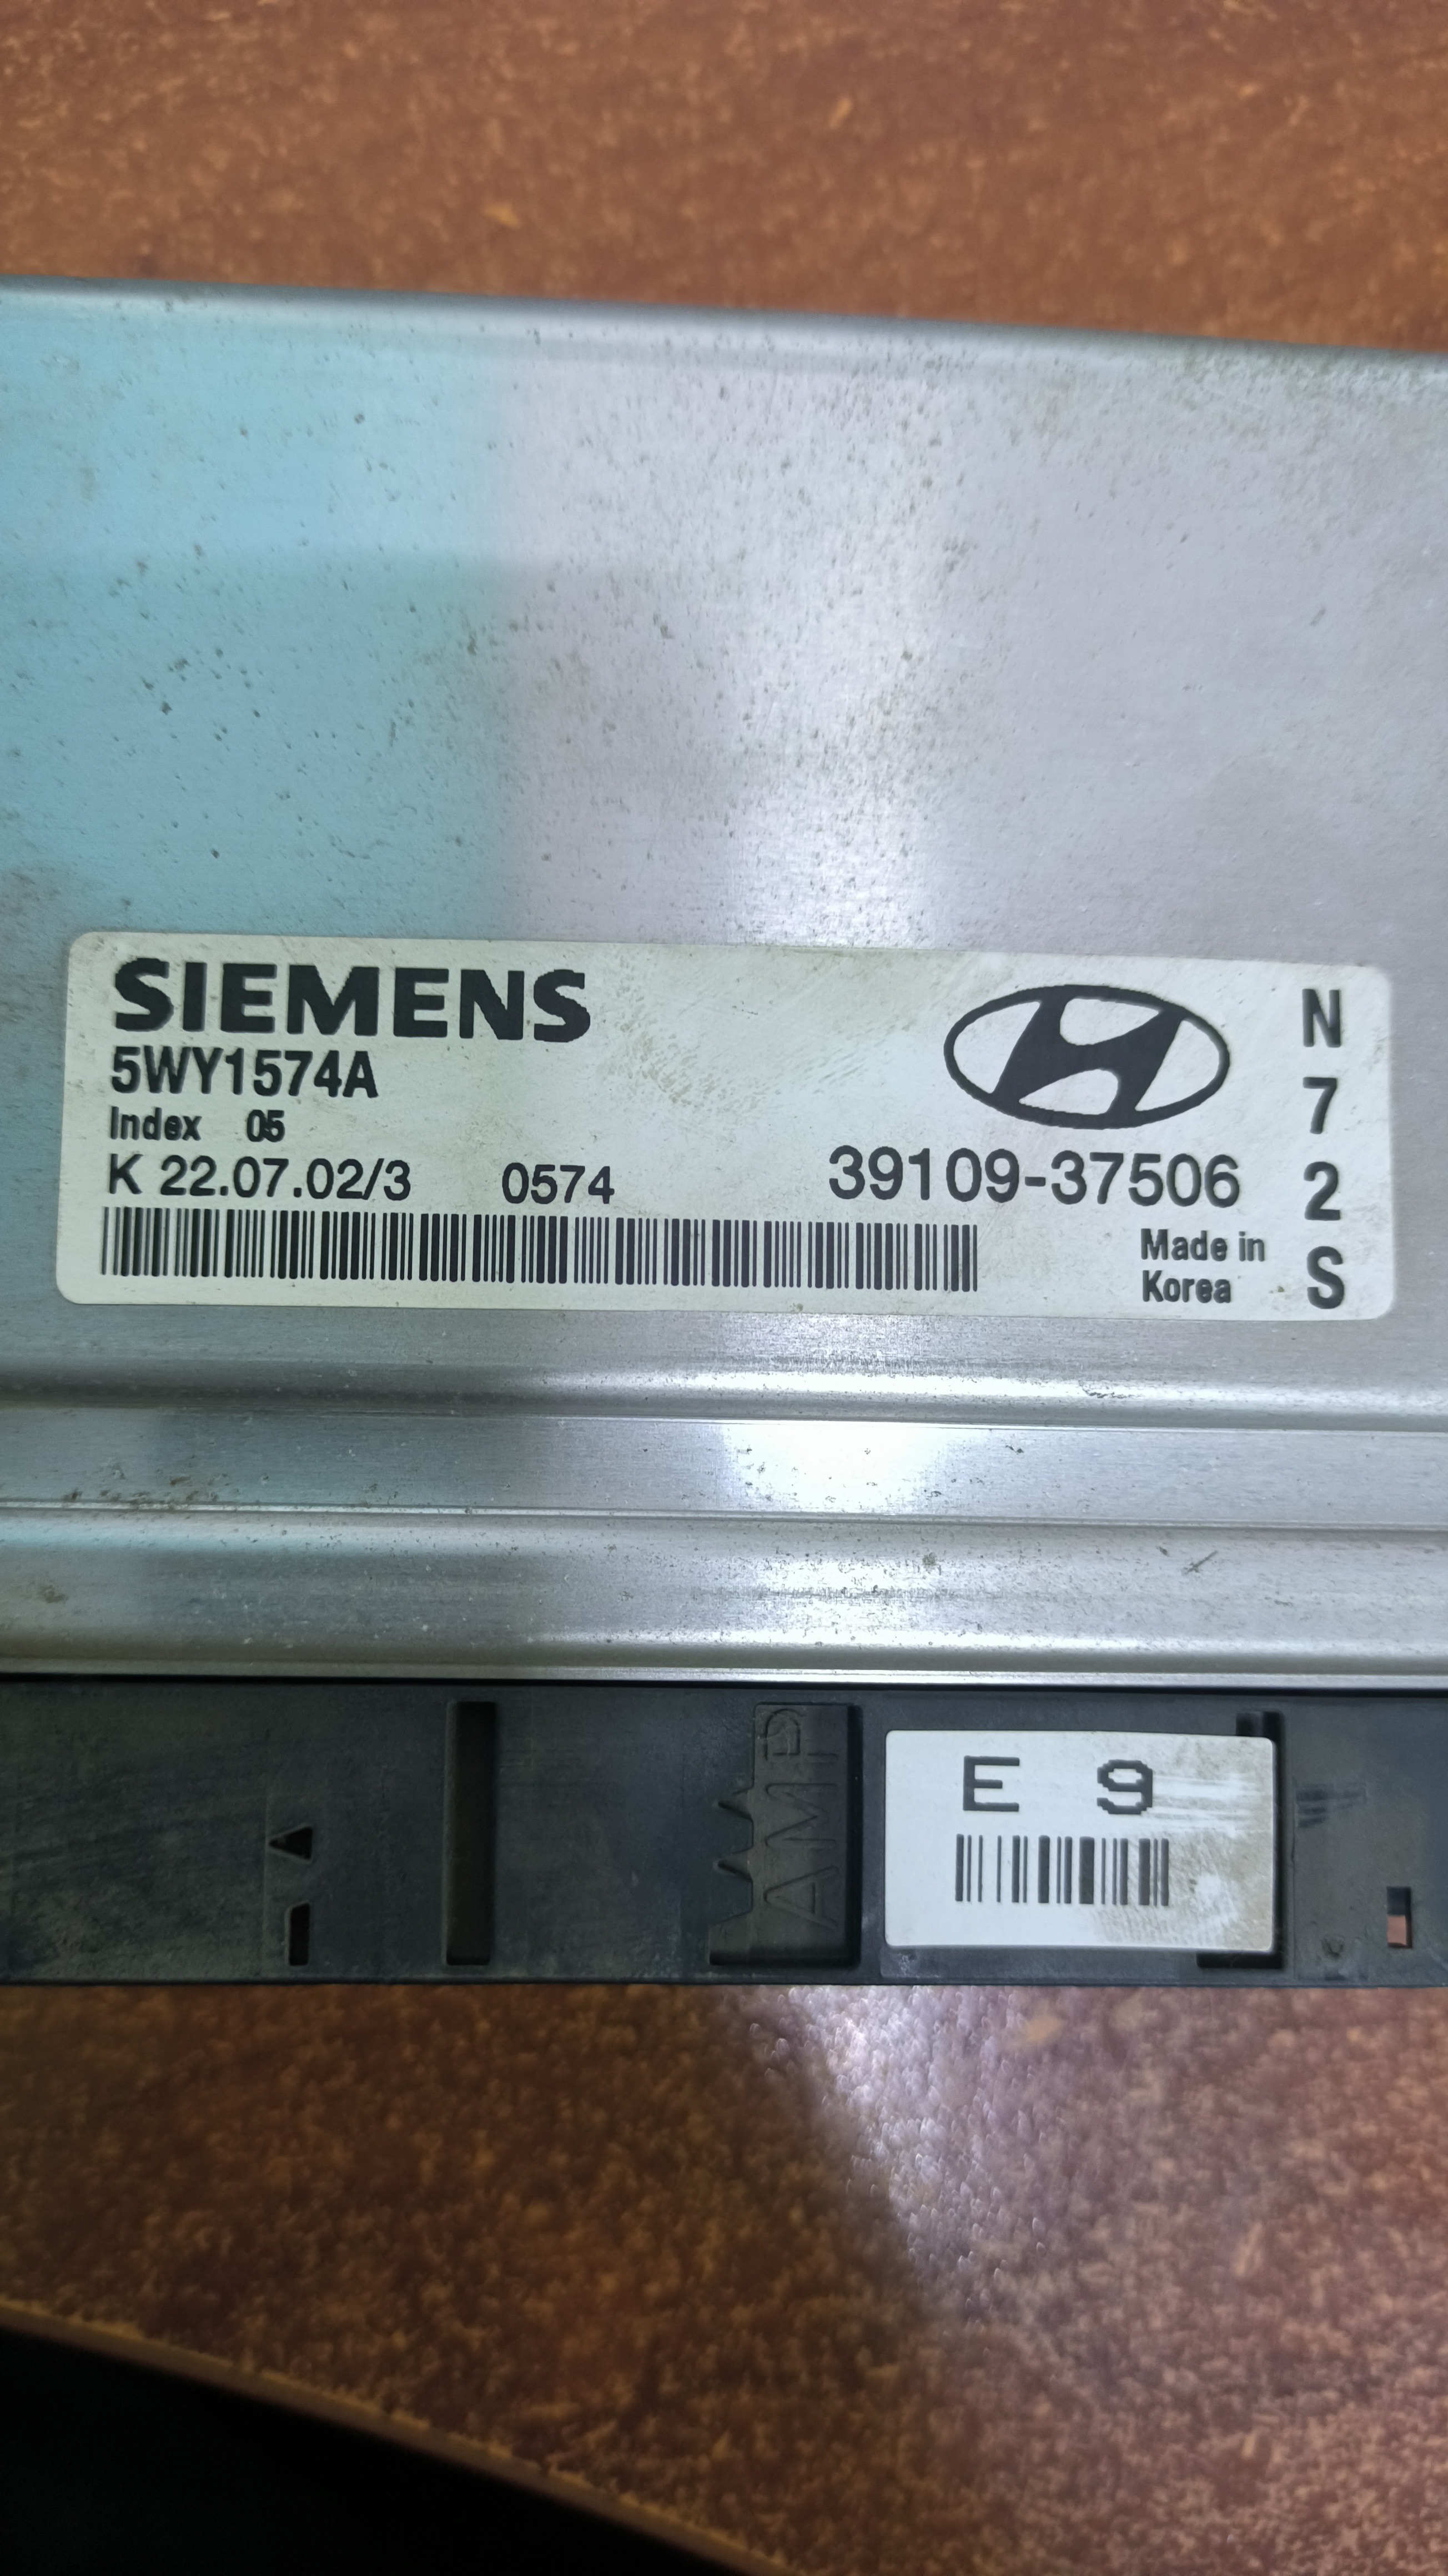 SIEMENS
5WY1574A
Index 05
K 22.07.02/3 0574 39109-37506
Made in
Korea
N
7
2
S
AMP
E 9